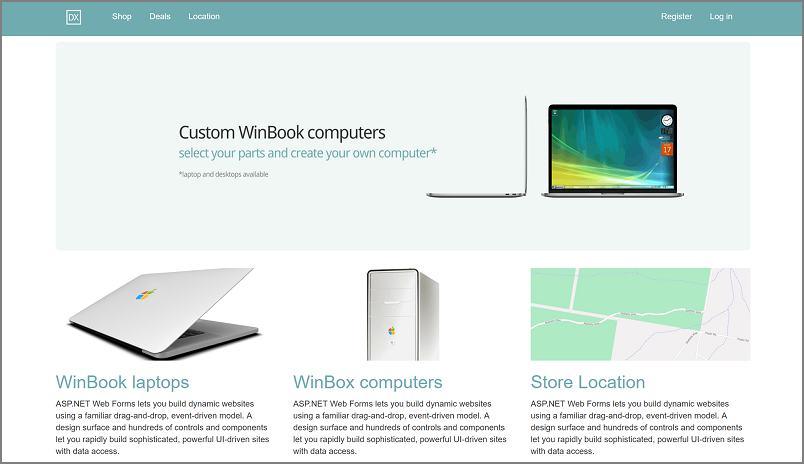 DX Shop Deals Location Register Log in
Custom WinBook computers
select your parts and create your own computer*
*laptop and desktops available
17
WinBook laptops
ASP.NET Web Forms lets you build dynamic websites
using a familiar drag-and-drop, event-driven model. A
design surface and hundreds of controls and components
let you rapidly build sophisticated, powerful UI-driven sites
with data access.
WinBox computers
ASP.NET Web Forms lets you build dynamic websites
using a familiar drag-and-drop, event-driven model. A
design surface and hundreds of controls and components
let you rapidly build sophisticated, powerful UI-driven sites
with data access.
Store Location
ASP.NET Web Forms lets you build dynamic websites
using a familiar drag-and-drop, event-driven model. A
design surface and hundreds of controls and components
let you rapidly build sophisticated, powerful UI-driven sites
with data access.